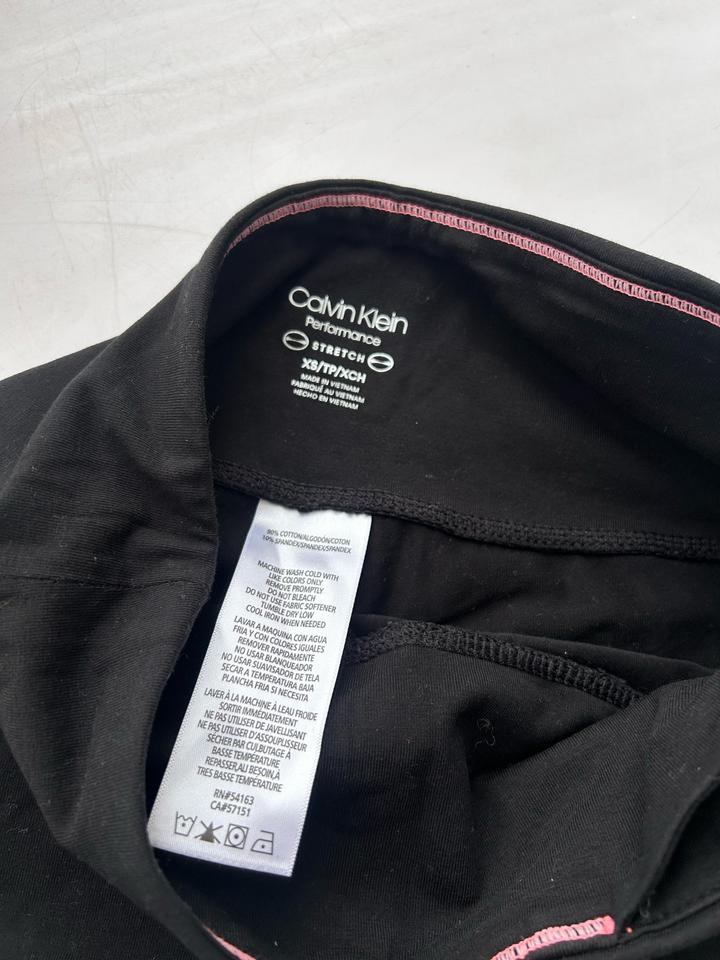 Calvin Klein
Performance
STRETCH
XS/TP/XCH
MADE IN VIETNAM
FABRIQUÉ AU VIETNAM
HECHO EN VIETNAM
90% COTTON/ALGODÓN/COTON
10% SPANDEX/SPANDEX/SPANDEX
MACHINE WASH COLD WITH
LIKE COLORS ONLY
REMOVE PROMPTLY
DO NOT BLEACH
DO NOT USE FABRIC SOFTENER
TUMBLE DRY LOW
COOL IRON WHEN NEEDED
LAVAR A MAQUINA CON AGUA
FRIA Y CON COLORES IGUALES
REMOVER RAPIDAMENTE
NO USAR BLANQUEADOR
NO USAR SUAVISADOR DE TELA
SECAR A TEMPERATURA BAJA
PLANCHA FRIA SI NECESITA
LAVER À LA MACHINE À LEAU FROIDE
SORTIR IMMÉDIATEMENT
NE PAS UTILISER DE JAVELLISANT
NE PAS UTILISER D'ASSOUPLISSEUR
SÉCHER PAR CULBUTAGE À
BASSE TEMPÉRATURE
REPASSER,AU BESOIN,À
TRES BASSE TEMPÉRATURE
RN#54163
CA#57151